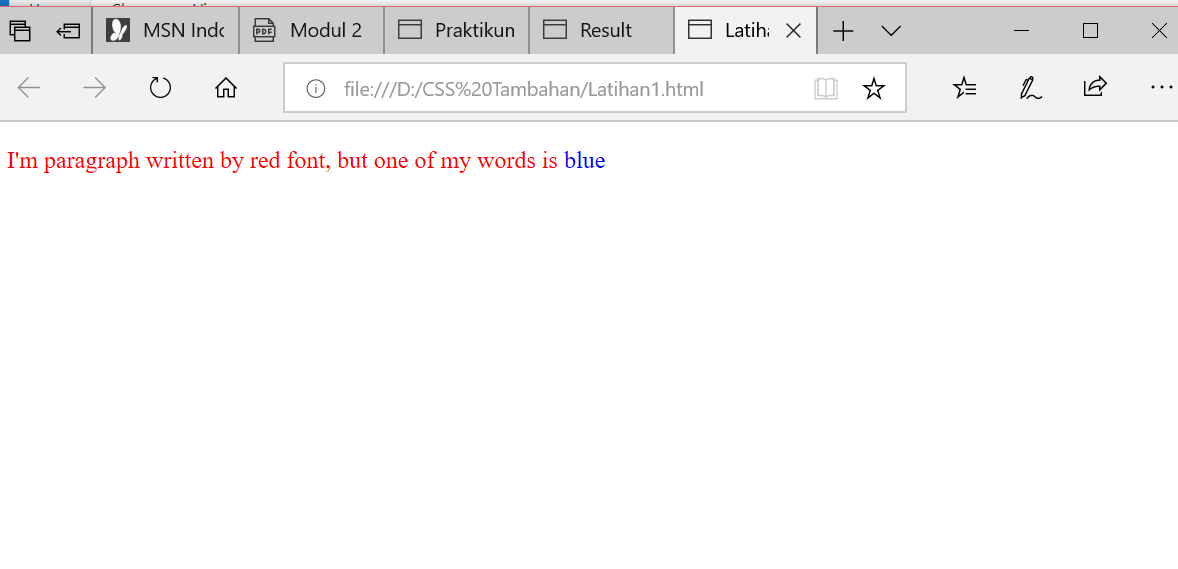 MSN Indo
Modul 2
Praktikun
Result
Latiha
file:///D:/CSS%20Tambahan/Latihan1.html
I'm paragraph written by red font, but one of my words is blue